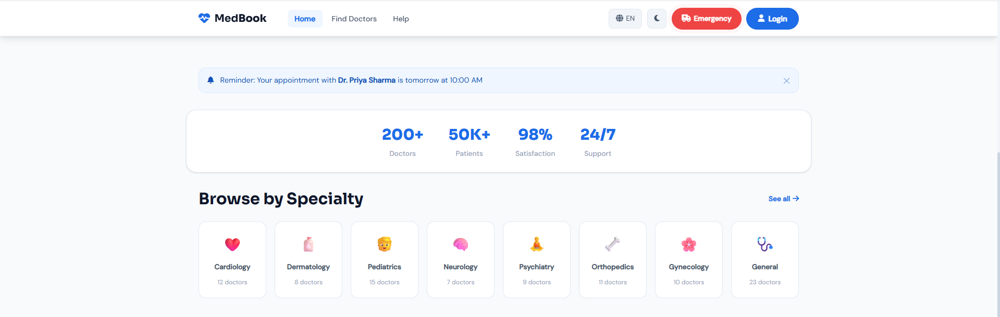 MedBook
Home
Find Doctors
Help
EN
Emergency
Login
Reminder: Your appointment with Dr. Priya Sharma is tomorrow at 10:00 AM
200+
Doctors
50K+
Patients
98%
Satisfaction
24/7
Support
Browse by Specialty
See all →
Cardiology
12 doctors
Dermatology
8 doctors
Pediatrics
15 doctors
Neurology
7 doctors
Psychiatry
9 doctors
Orthopedics
11 doctors
Gynecology
10 doctors
General
23 doctors